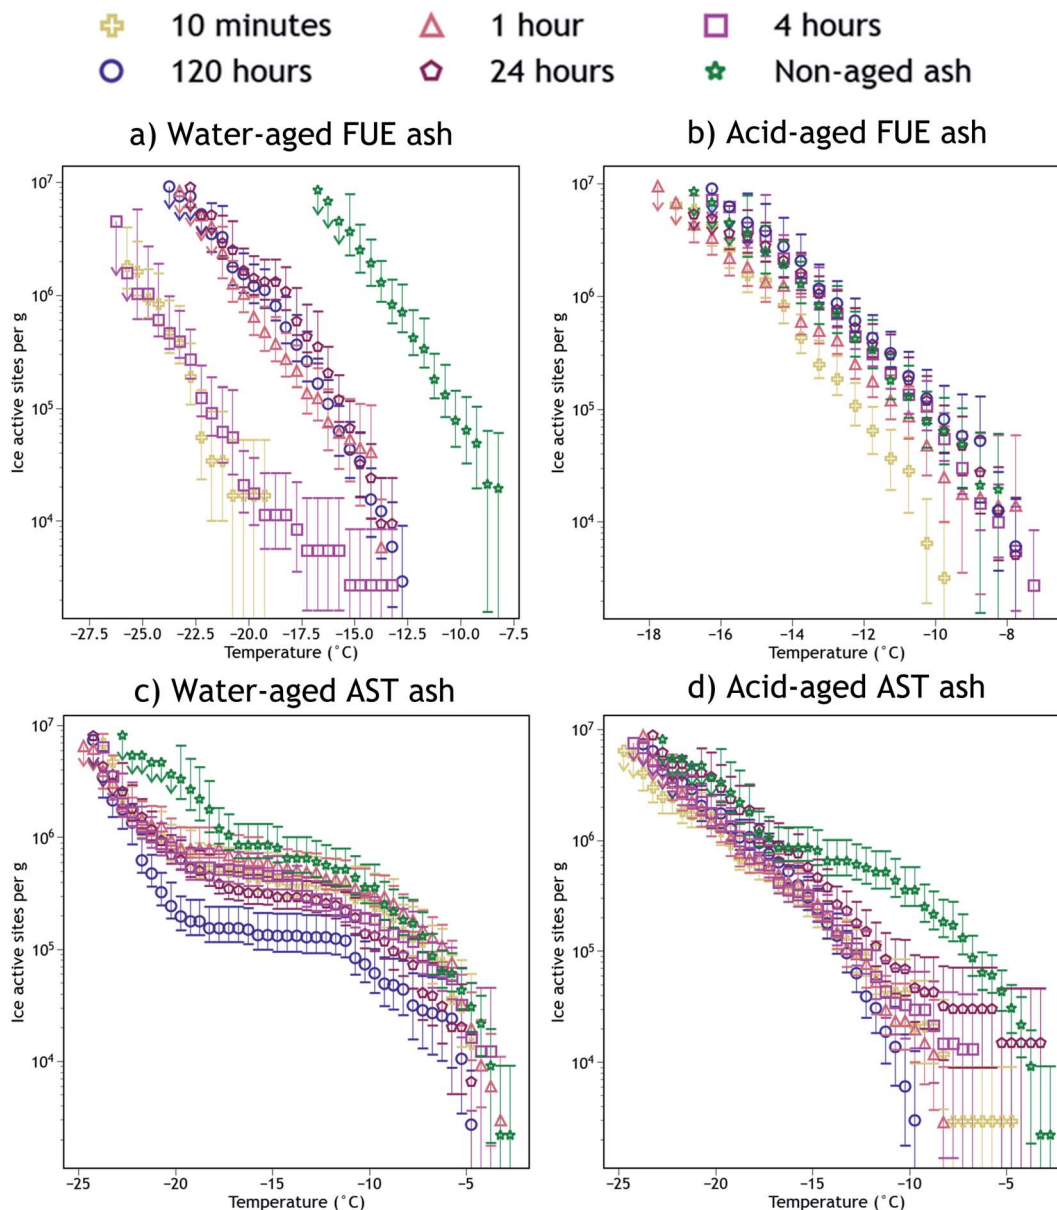 10 minutes 1 hour 4 hours
120 hours 24 hours Non-aged ash
a) Water-aged FUE ash
b) Acid-aged FUE ash
Ice active sites per g
10⁷
10⁶
10⁵
10⁴
−27.5 −25.0 −22.5 −20.0 −17.5 −15.0 −12.5 −10.0 −7.5
Temperature (˚C)
Ice active sites per g
10⁷
10⁶
10⁵
10⁴
−18 −16 −14 −12 −10 −8
Temperature (˚C)
c) Water-aged AST ash
d) Acid-aged AST ash
Ice active sites per g
10⁷
10⁶
10⁵
10⁴
−25 −20 −15 −10 −5
Temperature (˚C)
Ice active sites per g
10⁷
10⁶
10⁵
10⁴
−25 −20 −15 −10 −5
Temperature (˚C)